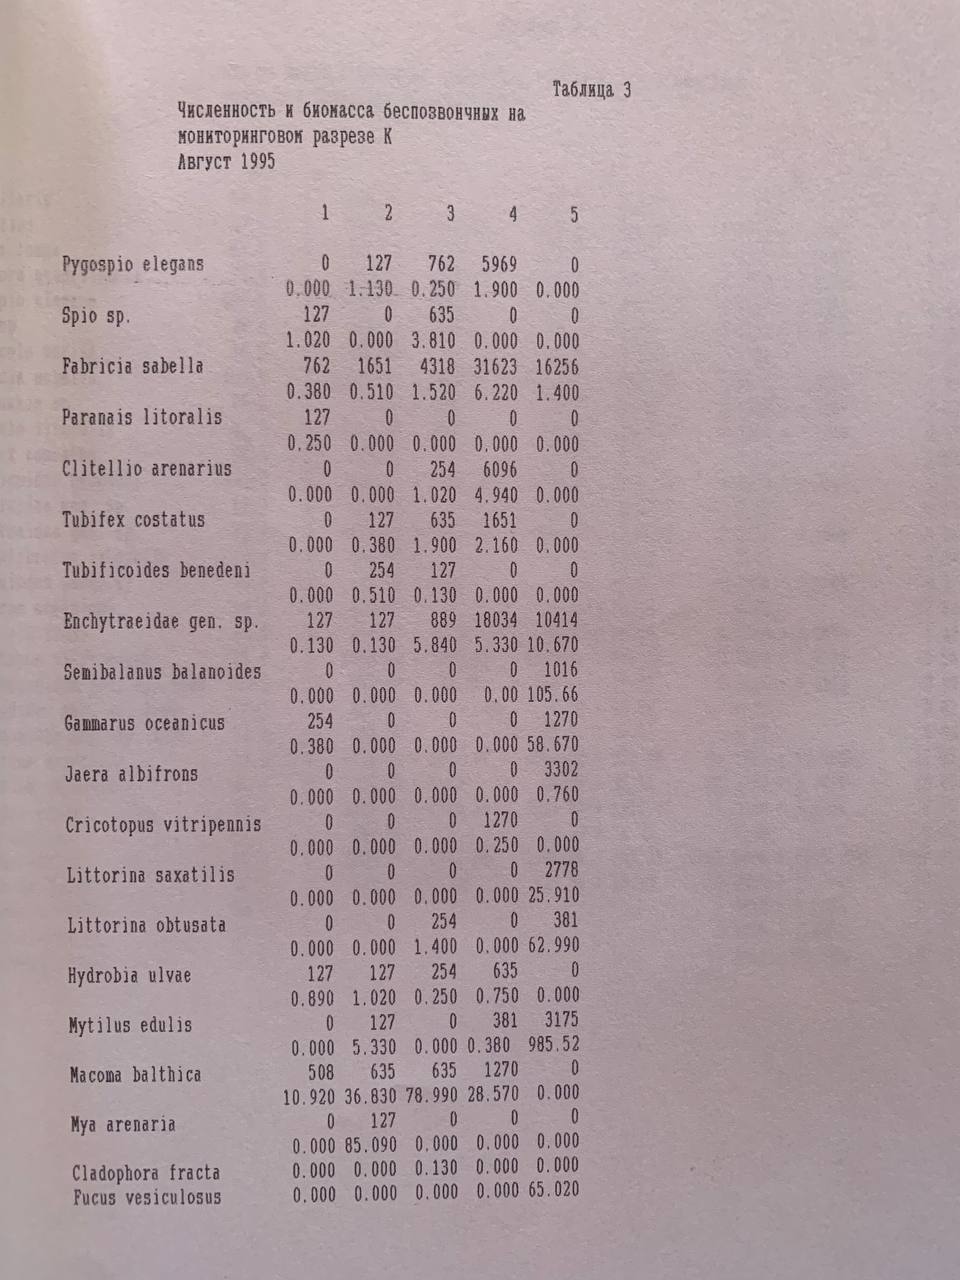 Таблица 3
Численность и биомасса беспозвончных на
мониторинговом разрезе К
Август 1995
1 2 3 4 5
Pygospio elegans 0 127 762 5969 0
0.000 1.130 0.250 1.900 0.000
Spio sp. 127 0 635 0 0
1.020 0.000 3.810 0.000 0.000
Fabricia sabella 762 1651 4318 31623 16256
0.380 0.510 1.520 6.220 1.400
Paranais litoralis 127 0 0 0 0
0.250 0.000 0.000 0.000 0.000
Clitellio arenarius 0 0 254 6096 0
0.000 0.000 1.020 4.940 0.000
Tubifex costatus 0 127 635 1651 0
0.000 0.380 1.900 2.160 0.000
Tubificoides benedeni 0 254 127 0 0
0.000 0.510 0.130 0.000 0.000
Enchytraeidae gen. sp. 127 127 889 18034 10414
0.130 0.130 5.840 5.330 10.670
Semibalanus balanoides 0 0 0 0 1016
0.000 0.000 0.000 0.00 105.66
Gammarus oceanicus 254 0 0 0 1270
0.380 0.000 0.000 0.000 58.670
Jaera albifrons 0 0 0 0 3302
0.000 0.000 0.000 0.000 0.760
Cricotopus vitripennis 0 0 0 1270 0
0.000 0.000 0.000 0.250 0.000
Littorina saxatilis 0 0 0 0 2778
0.000 0.000 0.000 0.000 25.910
Littorina obtusata 0 0 254 0 381
0.000 0.000 1.400 0.000 62.990
Hydrobia ulvae 127 127 254 635 0
0.890 1.020 0.250 0.750 0.000
Mytilus edulis 0 127 0 381 3175
0.000 5.330 0.000 0.380 985.52
Macoma balthica 508 635 635 1270 0
10.920 36.830 78.990 28.570 0.000
Mya arenaria 0 127 0 0 0
0.000 85.090 0.000 0.000 0.000
Cladophora fracta 0.000 0.000 0.130 0.000 0.000
Fucus vesiculosus 0.000 0.000 0.000 0.000 65.020